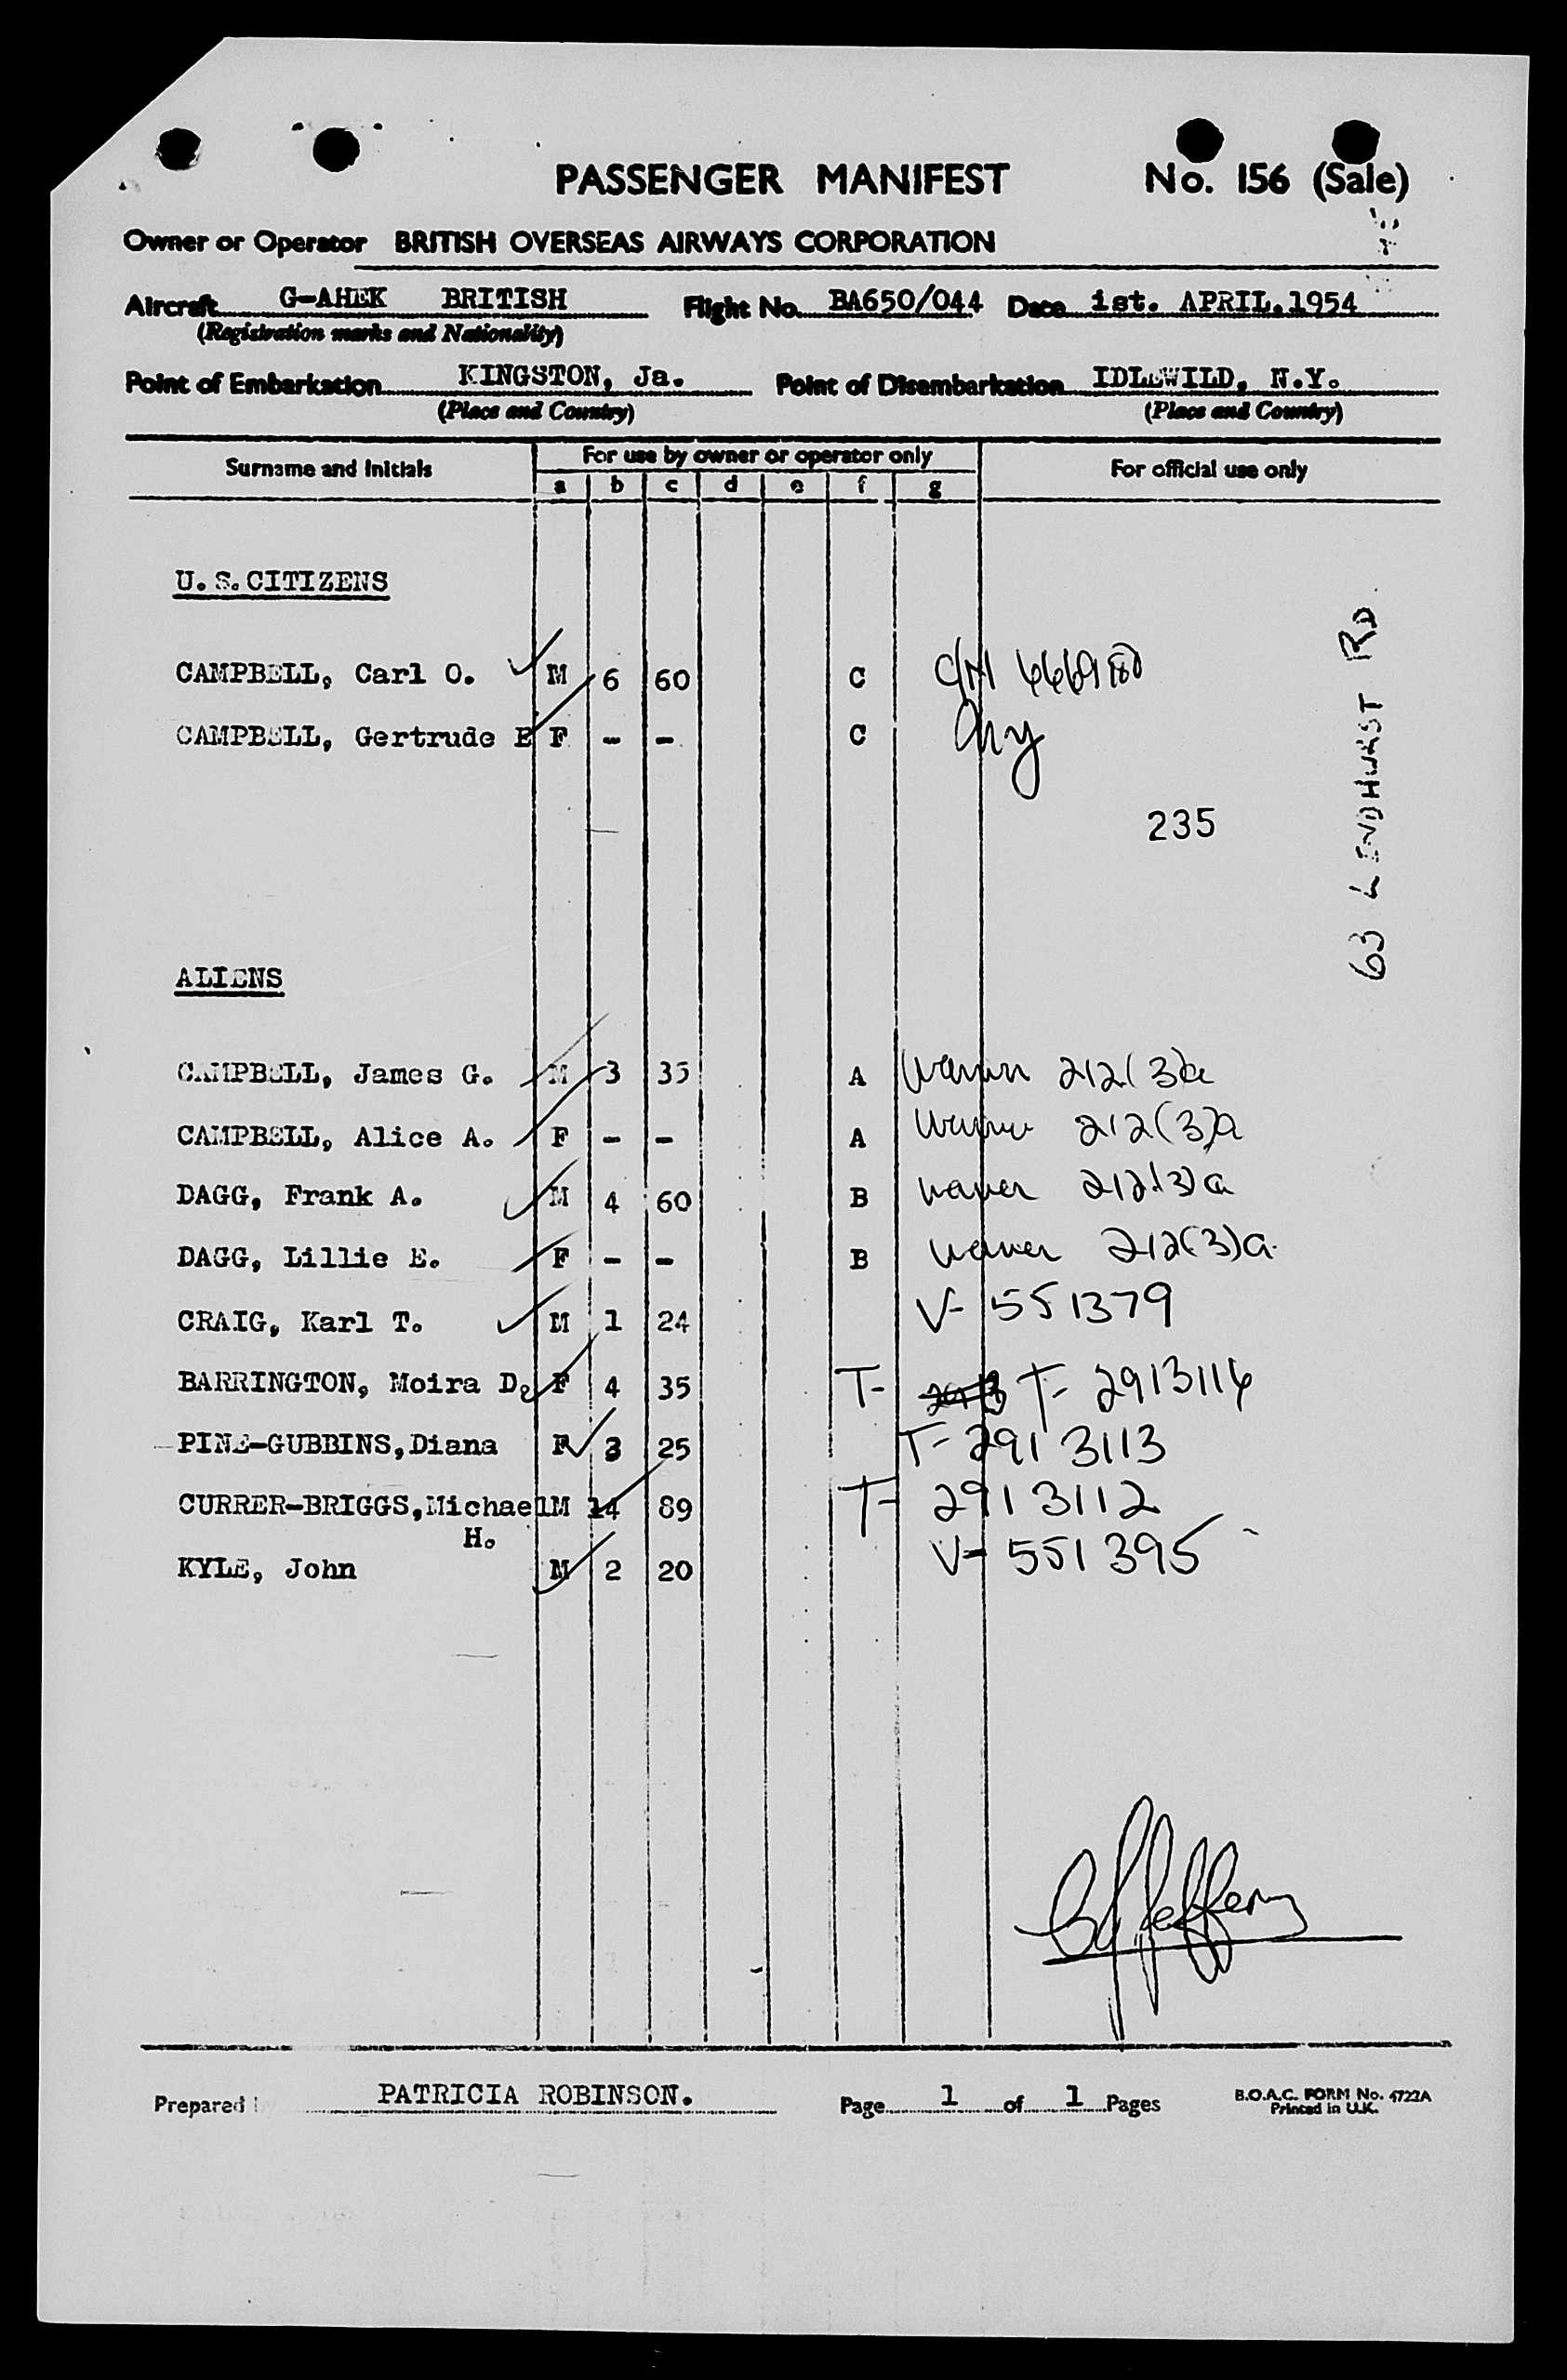 PASSENGER MANIFEST No. 156 (Sale)
Owner or Operator BRITISH OVERSEAS AIRWAYS CORPORATION
Aircraft G-AHEK BRITISH Flight No. BA650/044 Date 1st. APRIL,1954
(Registration marks and Nationality)
Point of Embarkation KINGSTON, Ja. Point of Disembarkation IDLEWILD, N.Y.
(Place and Country) (Place and Country)
Surname and Initials For use by owner or operator only For official use only
a b c d e f g
U.S.CITIZENS
CAMPBELL, Carl O. M 6 60 C
CAMPBELL, Gertrude E F - - C
235
63 LENDHURST RD
ALIENS
CAMPBELL, James G. M 3 35 A 212(3)a
CAMPBELL, Alice A. F - - A 212(3)a
DAGG, Frank A. M 4 60 B waiver 212(3)a
DAGG, Lillie E. F - - B waiver 212(3)a.
CRAIG, Karl T. M 1 24 V- 551379
BARRINGTON, Moira D. F 4 35 T- T- 2913114
PINE-GUBBINS,Diana F 3 25 T- 2913113
CURRER-BRIGGS,Michael M 14 89 T- 2913112
H.
KYLE, John M 2 20 V- 551395
Prepared PATRICIA ROBINSON. Page 1 of 1 Pages B.O.A.C. FORM No. 4722A
Printed in U.K.